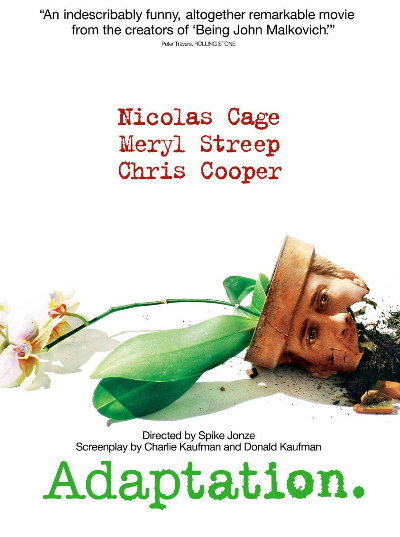 “An indescribably funny, altogether remarkable movie
from the creators of ‘Being John Malkovich.’”
Peter Travers, ROLLING STONE
Nicolas Cage
Meryl Streep
Chris Cooper
Directed by Spike Jonze
Screenplay by Charlie Kaufman and Donald Kaufman
Adaptation.